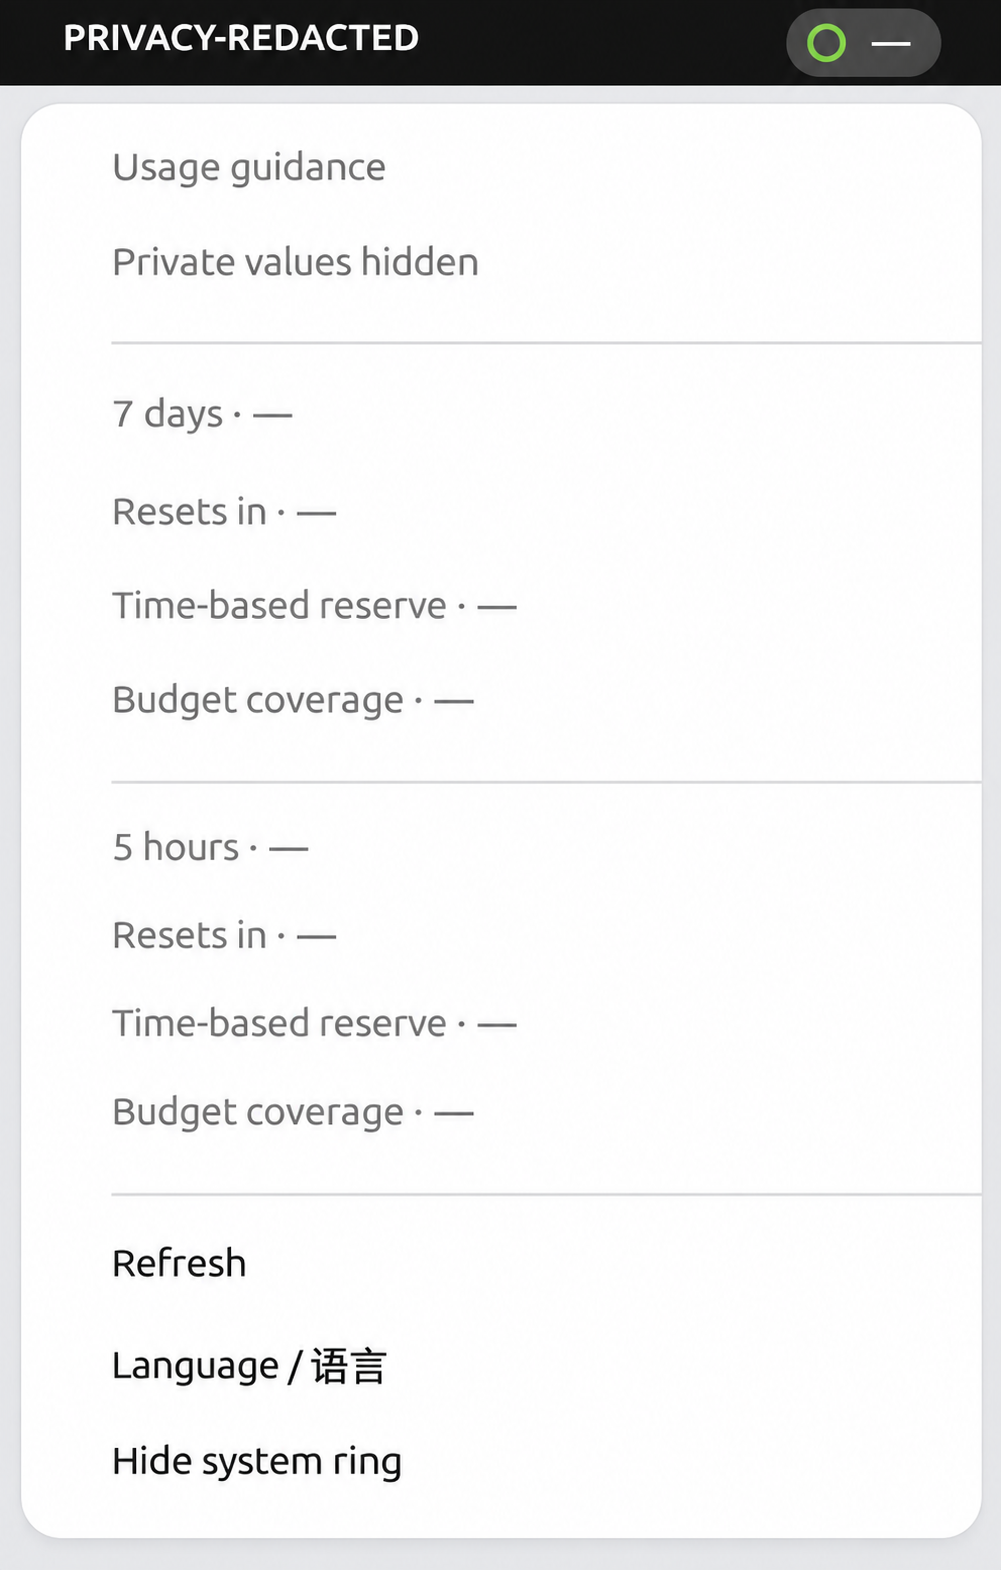 PRIVACY-REDACTED
—
Usage guidance
Private values hidden
7 days · —
Resets in · —
Time-based reserve · —
Budget coverage · —
5 hours · —
Resets in · —
Time-based reserve · —
Budget coverage · —
Refresh
Language / 语言
Hide system ring